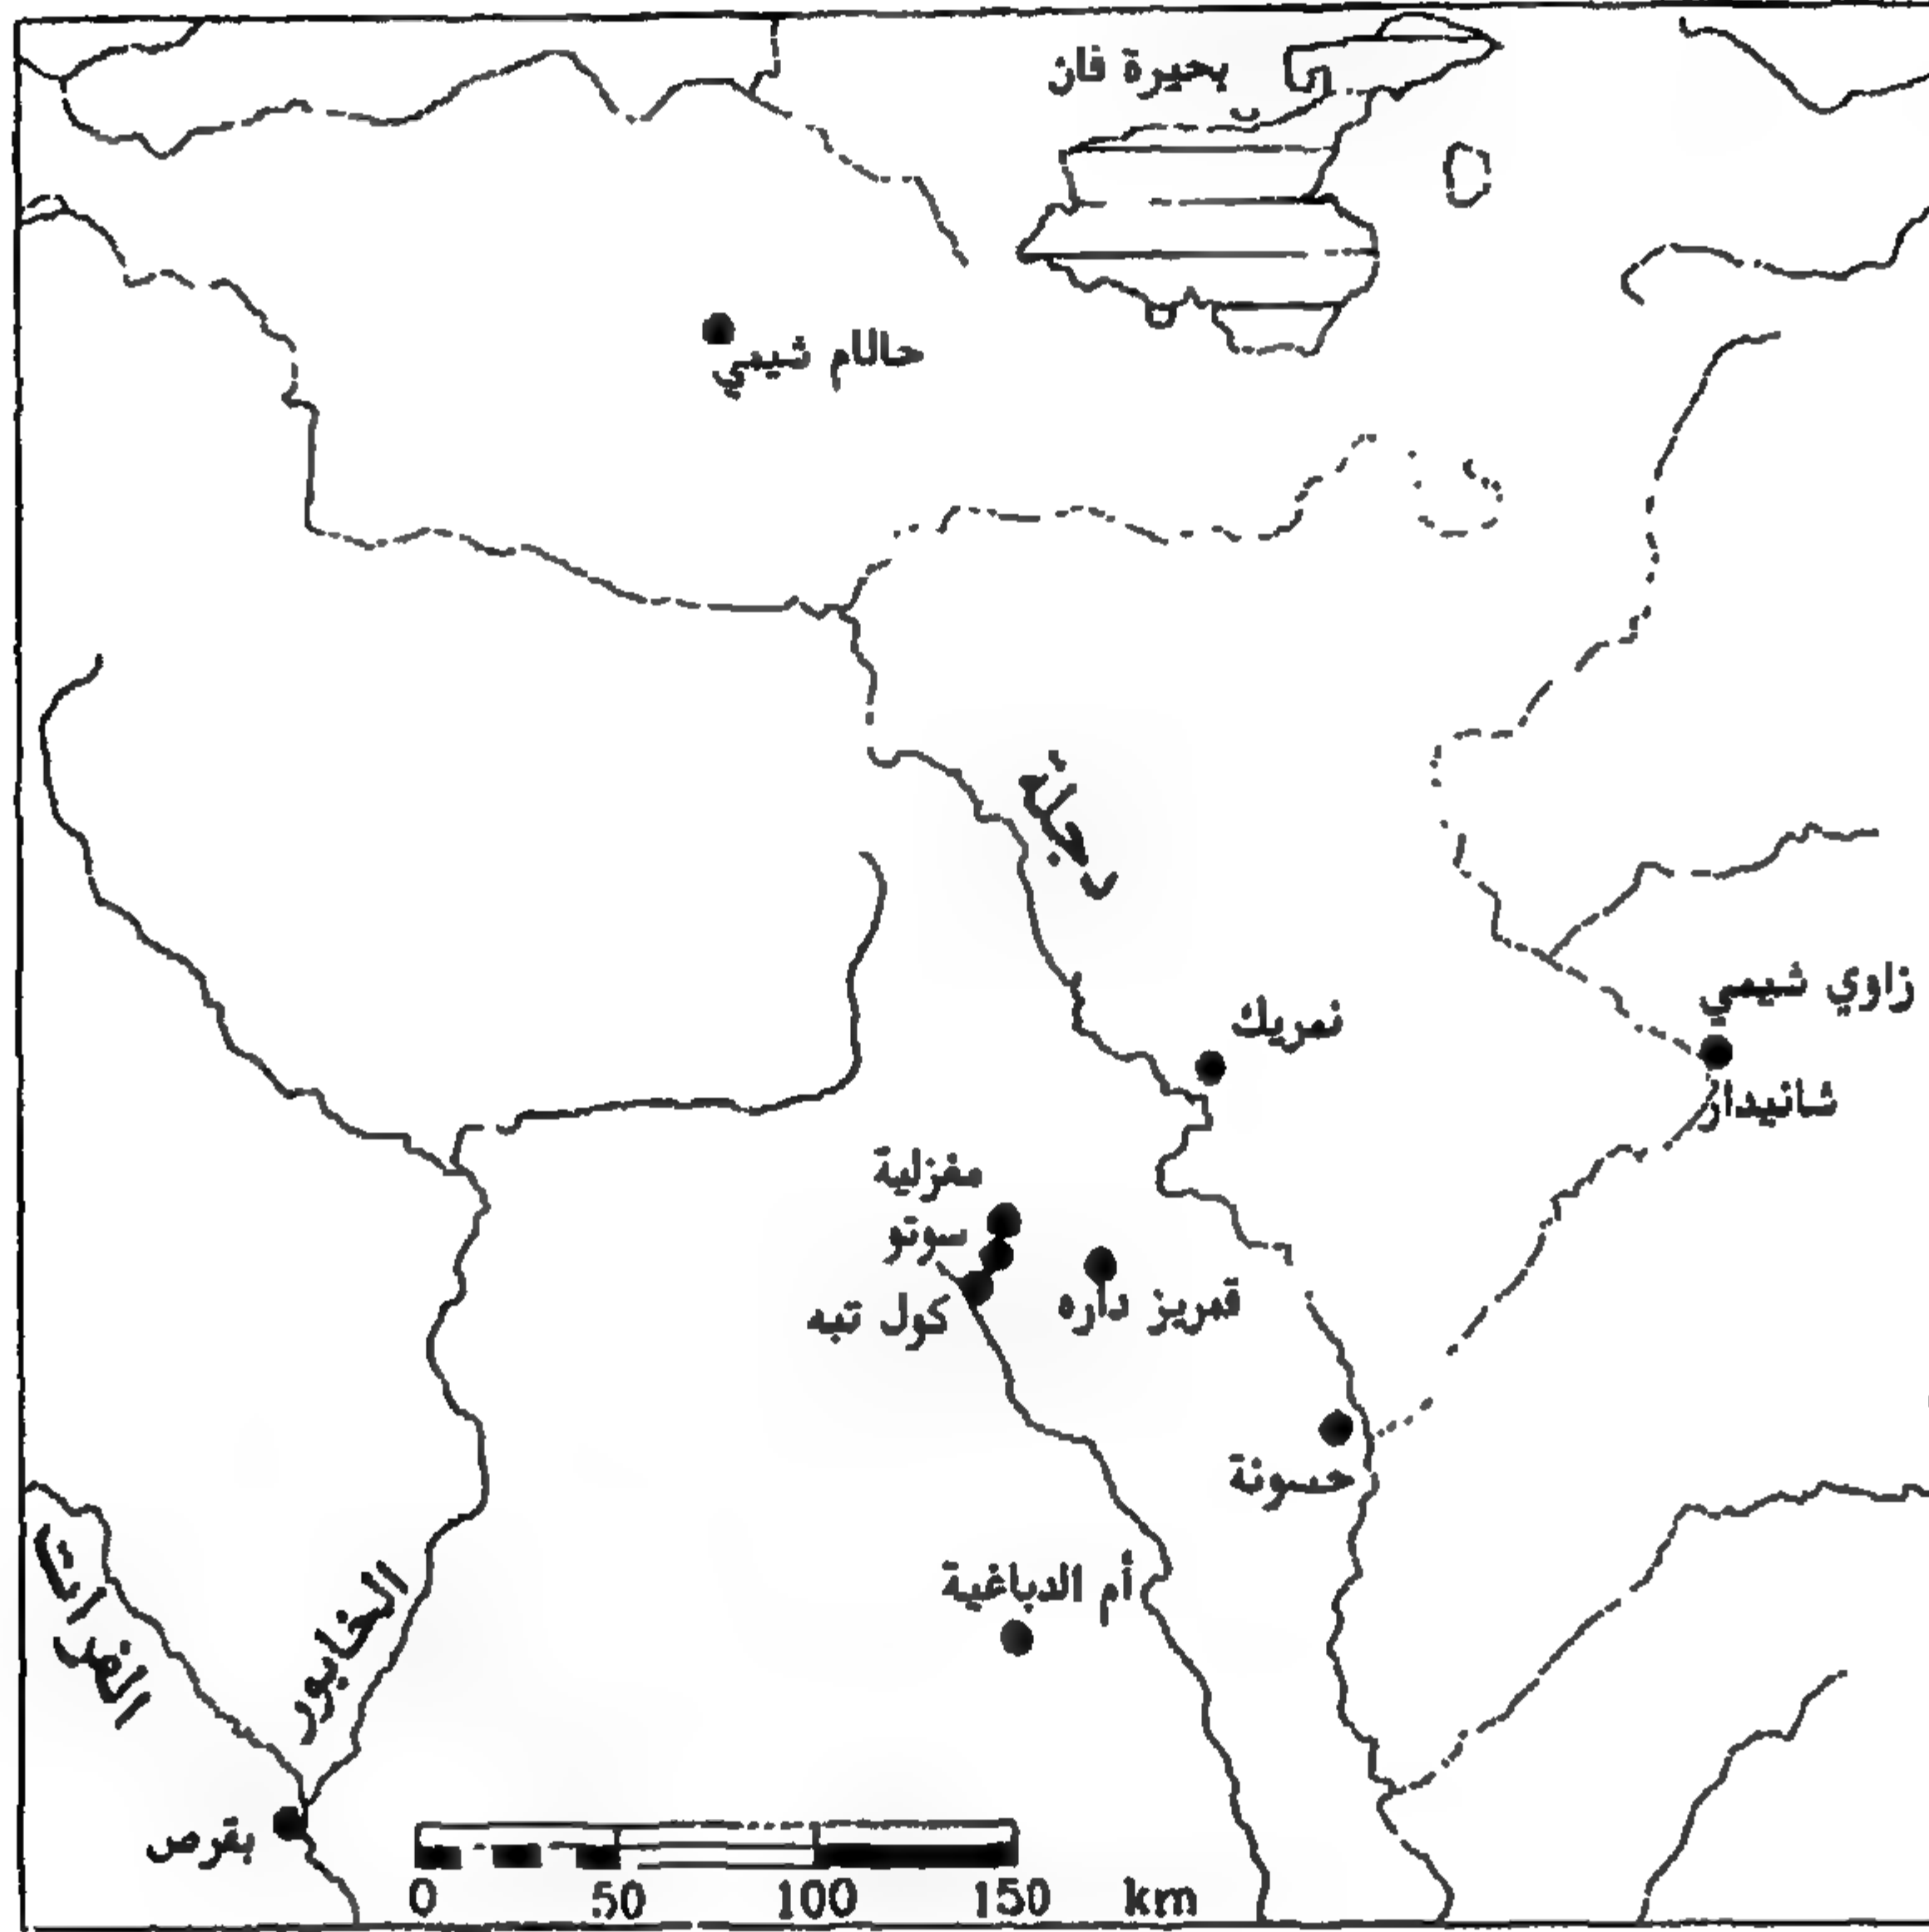 بحيرة فان
حالام شيمي
دجلة
زاوي شيمي
نمريك
شانيدار
مغزلية
سوتو
قمريز داره
كول تبه
حسونة
الفرات
الخابور
أم الدباغية
بقرص
0 50 100 150 km